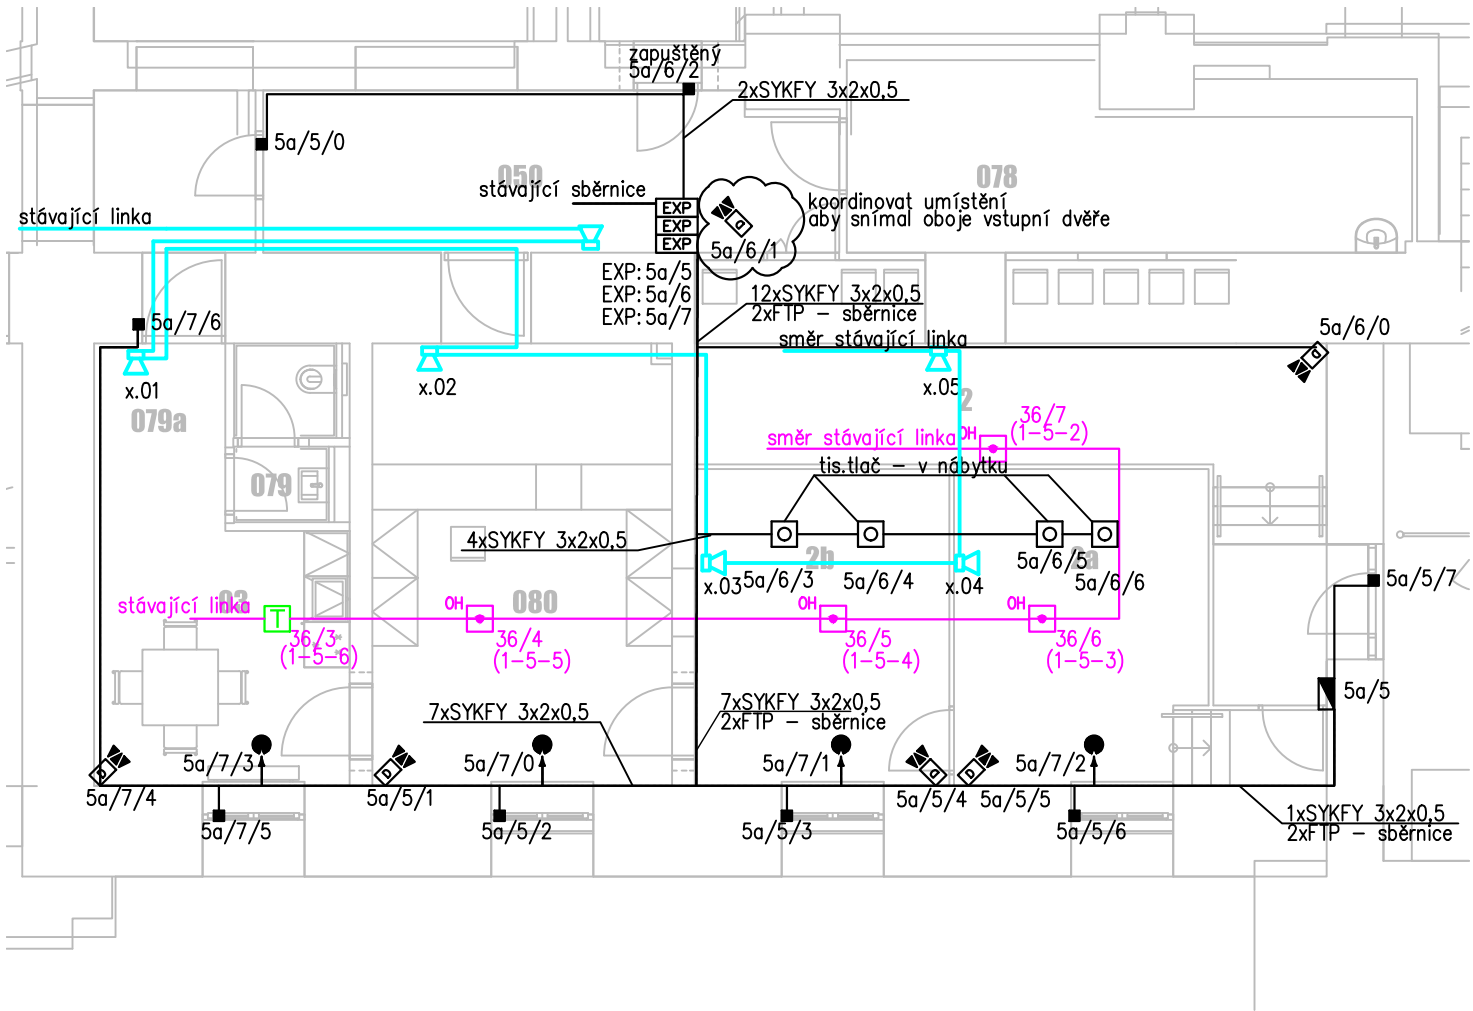 zapuštěný
5a/6/2
2xSYKFY 3x2x0,5
5a/5/0
050
078
stávající sběrnice
stávající linka
EXP
EXP
EXP
D
5a/6/1
koordinovat umístění
aby snímal oboje vstupní dvěře
EXP: 5a/5
EXP: 5a/6
EXP: 5a/7
12xSYKFY 3x2x0,5
2xFTP – sběrnice
směr stávající linka
5a/7/6
5a/6/0
D
x.01
x.02
x.05
079a
2
36/7
(1-5-2)
OH
směr stávající linka
tis.tlač – v nábytku
079
4xSYKFY 3x2x0,5
2b
2a
x.03
5a/6/3
5a/6/4
x.04
5a/6/5
5a/6/6
5a/5/7
stávající linka
03
T
36/3
(1-5-6)
OH
080
36/4
(1-5-5)
OH
36/5
(1-5-4)
OH
36/6
(1-5-3)
5a/5
7xSYKFY 3x2x0,5
7xSYKFY 3x2x0,5
2xFTP – sběrnice
5a/7/3
5a/7/0
5a/7/1
5a/7/2
D
D
D
D
5a/7/4
5a/5/1
5a/5/4
5a/5/5
5a/7/5
5a/5/2
5a/5/3
5a/5/6
1xSYKFY 3x2x0,5
2xFTP – sběrnice